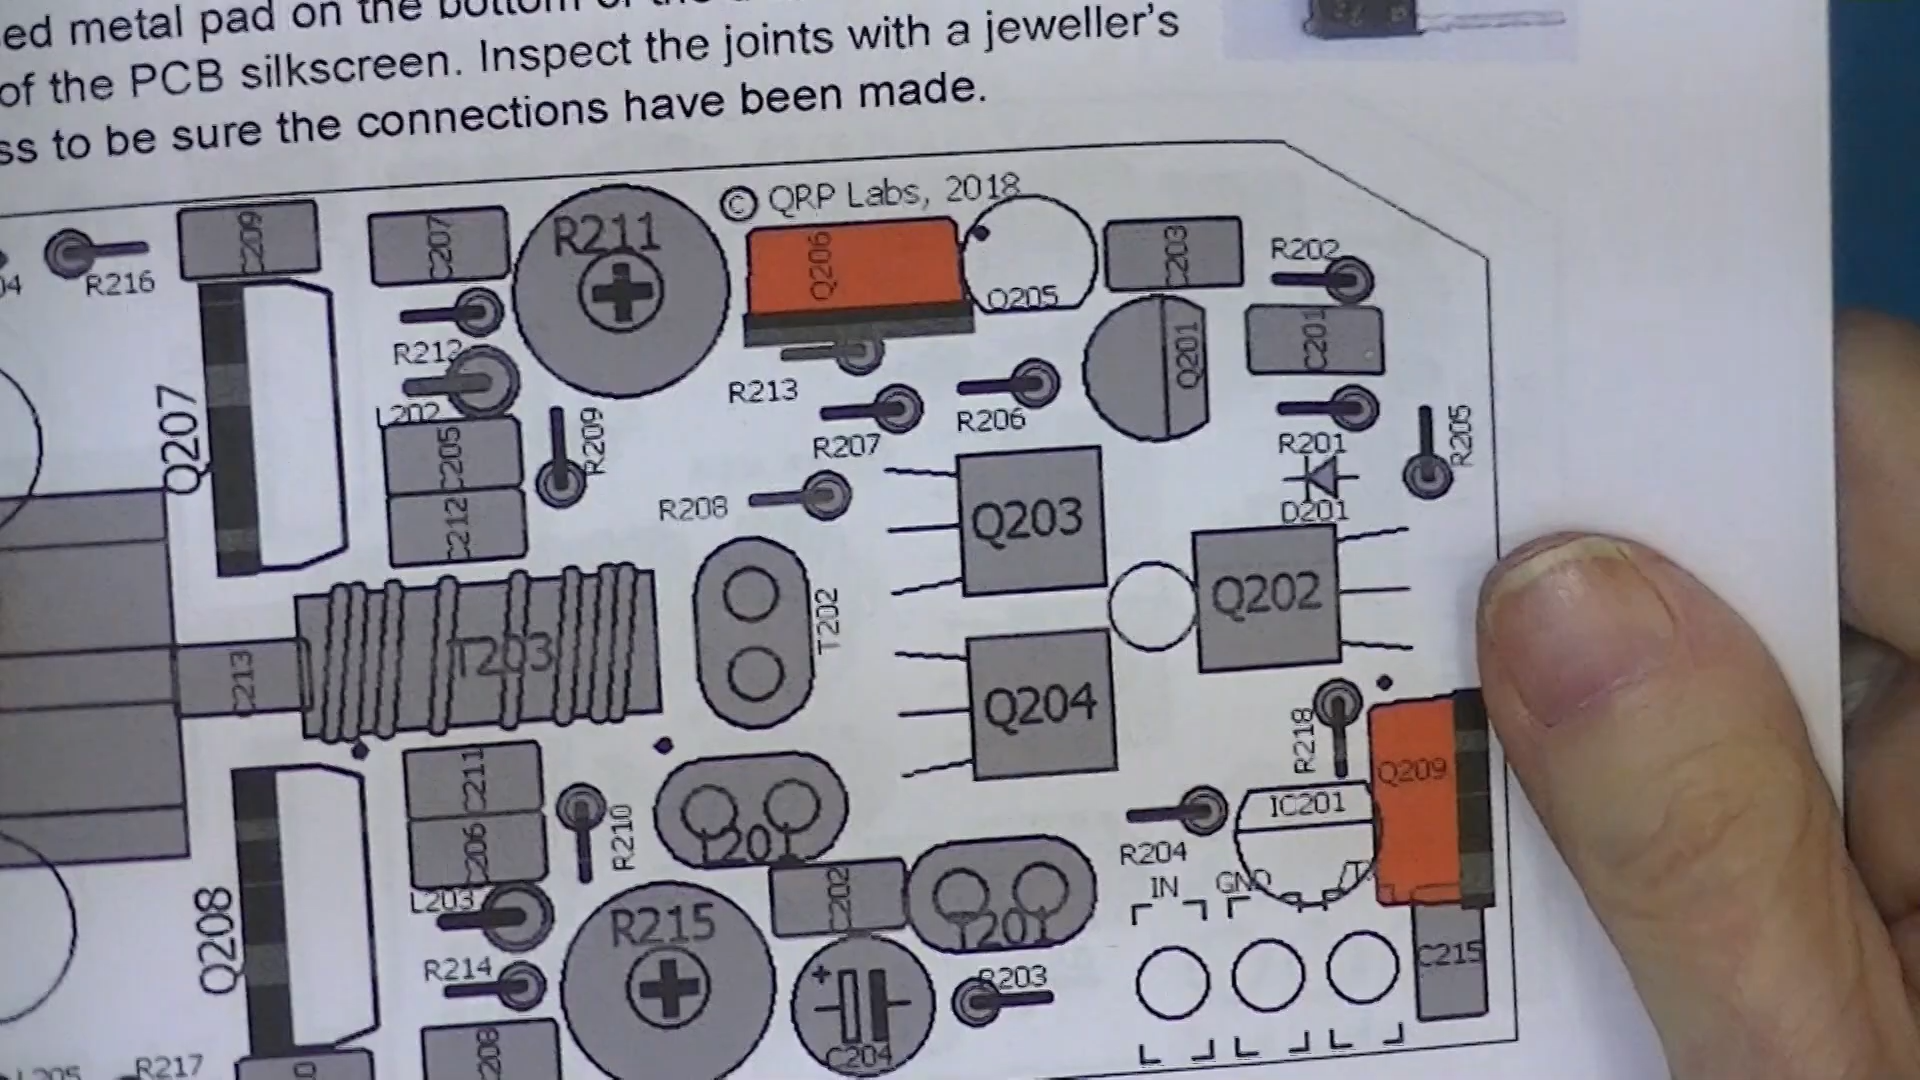 ed metal pad on the bottom of the
of the PCB silkscreen. Inspect the joints with a jeweller's
ss to be sure the connections have been made.
© QRP Labs, 2018
04
R216
C209
C207
R211
Q206
Q205
C203
R202
R212
Q201
C201
L202
R213
R206
R207
R201
R205
Q207
C205
R209
R208
Q203
D201
C212
Q202
T202
T203
C213
Q204
R218
Q209
C211
IC201
R210
T201
R204
C206
C202
IN
GND
Q208
L203
R215
T201
C215
R214
R203
C204
C208
L205
R217